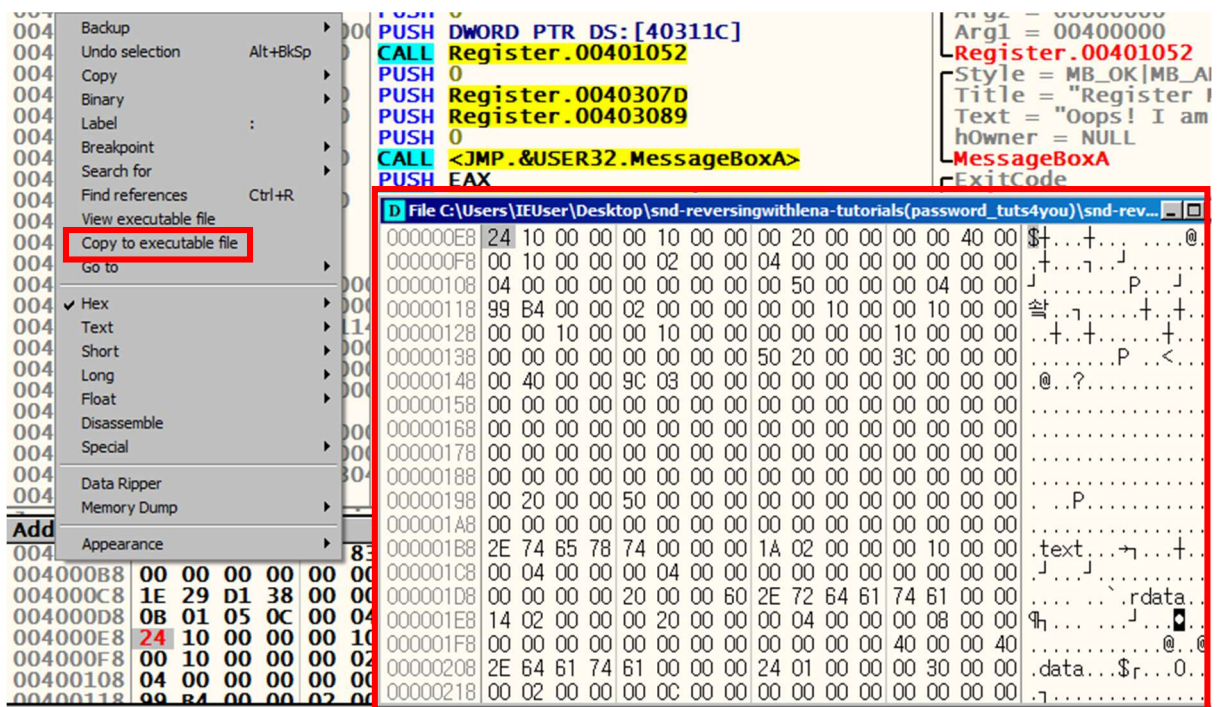 Backup
Undo selection Alt+BkSp
Copy
Binary
Label :
Breakpoint
Search for
Find references Ctrl+R
View executable file
Copy to executable file
Go to
Hex
Text
Short
Long
Float
Disassemble
Special
Data Ripper
Memory Dump
Appearance
PUSH DWORD PTR DS:[40311C]
CALL Register.00401052
PUSH 0
PUSH Register.0040307D
PUSH Register.00403089
PUSH 0
CALL <JMP.&USER32.MessageBoxA>
PUSH EAX
Arg1 = 00400000
Register.00401052
Style = MB_OK|MB_A
Title = "Register
Text = "Oops! I am
hOwner = NULL
MessageBoxA
ExitCode
D File C:\Users\IEUser\Desktop\snd-reversingwithlena-tutorials(password_tuts4you)\snd-rev...
000000E8 24 10 00 00 00 10 00 00 00 20 00 00 00 00 40 00 $┼...┼... ....@.
000000F8 00 10 00 00 00 02 00 00 04 00 00 00 00 00 00 00
00000108 04 00 00 00 00 00 00 00 00 50 00 00 00 04 00 00
00000118 99 B4 00 00 02 00 00 00 00 00 10 00 00 10 00 00
00000128 00 00 10 00 00 10 00 00 00 00 00 00 10 00 00 00
00000138 00 00 00 00 00 00 00 00 50 20 00 00 3C 00 00 00 ........P ..<...
00000148 00 40 00 00 9C 03 00 00 00 00 00 00 00 00 00 00 .@..?...........
00000158 00 00 00 00 00 00 00 00 00 00 00 00 00 00 00 00 ................
00000168 00 00 00 00 00 00 00 00 00 00 00 00 00 00 00 00 ................
00000178 00 00 00 00 00 00 00 00 00 00 00 00 00 00 00 00 ................
00000188 00 00 00 00 00 00 00 00 00 00 00 00 00 00 00 00 ................
00000198 00 20 00 00 50 00 00 00 00 00 00 00 00 00 00 00 . ..P...........
000001A8 00 00 00 00 00 00 00 00 00 00 00 00 00 00 00 00 ................
000001B8 2E 74 65 78 74 00 00 00 1A 02 00 00 00 10 00 00 .text
000001C8 00 04 00 00 00 04 00 00 00 00 00 00 00 00 00 00
000001D8 00 00 00 00 20 00 00 60 2E 72 64 61 74 61 00 00 .... ..`.rdata..
000001E8 14 02 00 00 00 20 00 00 00 04 00 00 00 08 00 00
000001F8 00 00 00 00 00 00 00 00 00 00 00 00 40 00 00 40 ............@..@
00000208 2E 64 61 74 61 00 00 00 24 01 00 00 00 30 00 00 .data...$┌...0..
00000218 00 02 00 00 00 0C 00 00 00 00 00 00 00 00 00 00
Add
004000B8 00 00 00 00 00 00
004000C8 1E 29 D1 38 00 00
004000D8 0B 01 05 0C 00 04
004000E8 24 10 00 00 00 10
004000F8 00 10 00 00 00 02
00400108 04 00 00 00 00 00
00400118 99 B4 00 00 02 00